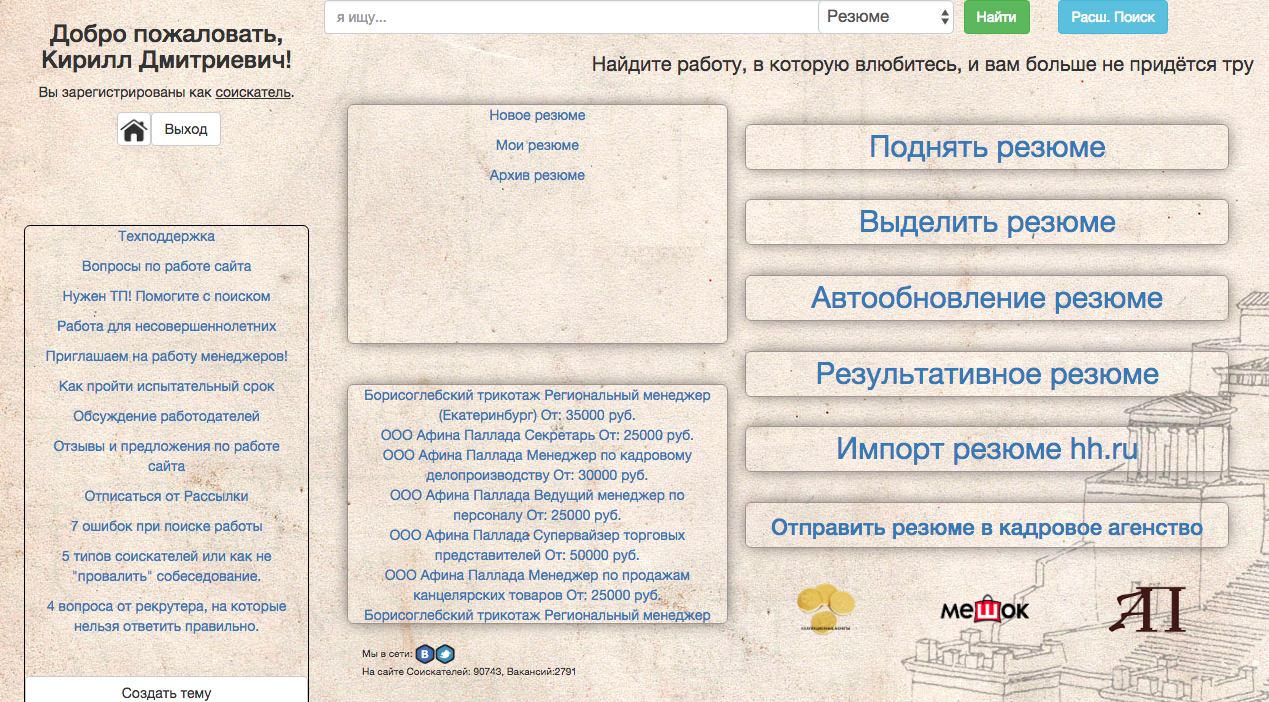 Добро пожаловать,
Кирилл Дмитриевич!
Вы зарегистрированы как соискатель.
Выход
я ищу...
Резюме
Найти
Расш. Поиск
Найдите работу, в которую влюбитесь, и вам больше не придётся тру
Техподдержка
Вопросы по работе сайта
Нужен ТП! Помогите с поиском
Работа для несовершеннолетних
Приглашаем на работу менеджеров!
Как пройти испытательный срок
Обсуждение работодателей
Отзывы и предложения по работе
сайта
Отписаться от Рассылки
7 ошибок при поиске работы
5 типов соискателей или как не
"провалить" собеседование.
4 вопроса от рекрутера, на которые
нельзя ответить правильно.
Создать тему
Новое резюме
Мои резюме
Архив резюме
Борисоглебский трикотаж Региональный менеджер
(Екатеринбург) От: 35000 руб.
ООО Афина Паллада Секретарь От: 25000 руб.
ООО Афина Паллада Менеджер по кадровому
делопроизводству От: 30000 руб.
ООО Афина Паллада Ведущий менеджер по
персоналу От: 25000 руб.
ООО Афина Паллада Супервайзер торговых
представителей От: 50000 руб.
ООО Афина Паллада Менеджер по продажам
канцелярских товаров От: 25000 руб.
Борисоглебский трикотаж Региональный менеджер
Мы в сети: В
На сайте Соискателей: 90743, Вакансий:2791
Поднять резюме
Выделить резюме
Автообновление резюме
Результативное резюме
Импорт резюме hh.ru
Отправить резюме в кадровое агенство
мешок
АП